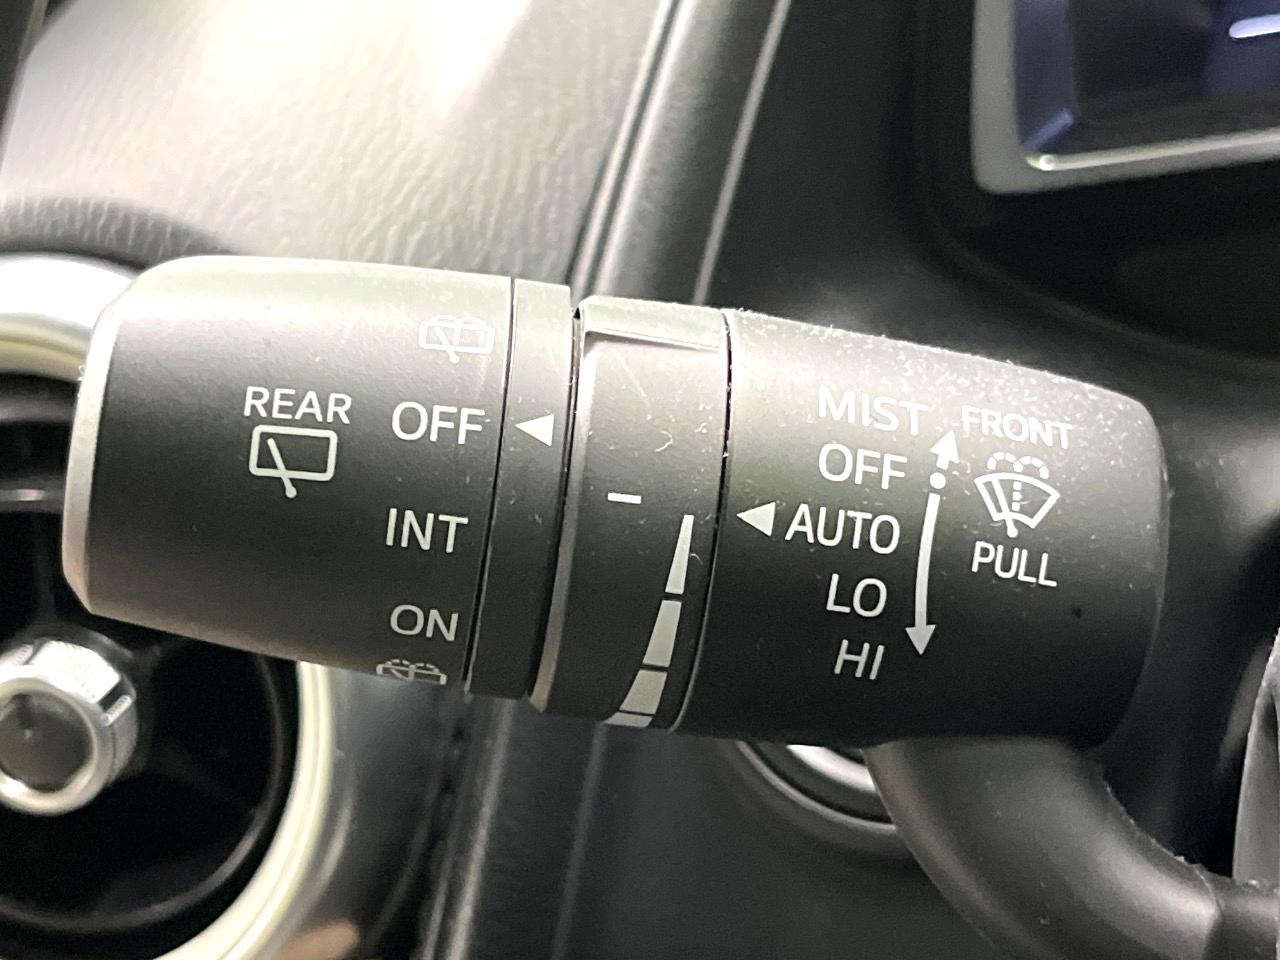 REAR
OFF
INT
ON
MIST
OFF
AUTO
LO
HI
FRONT
PULL